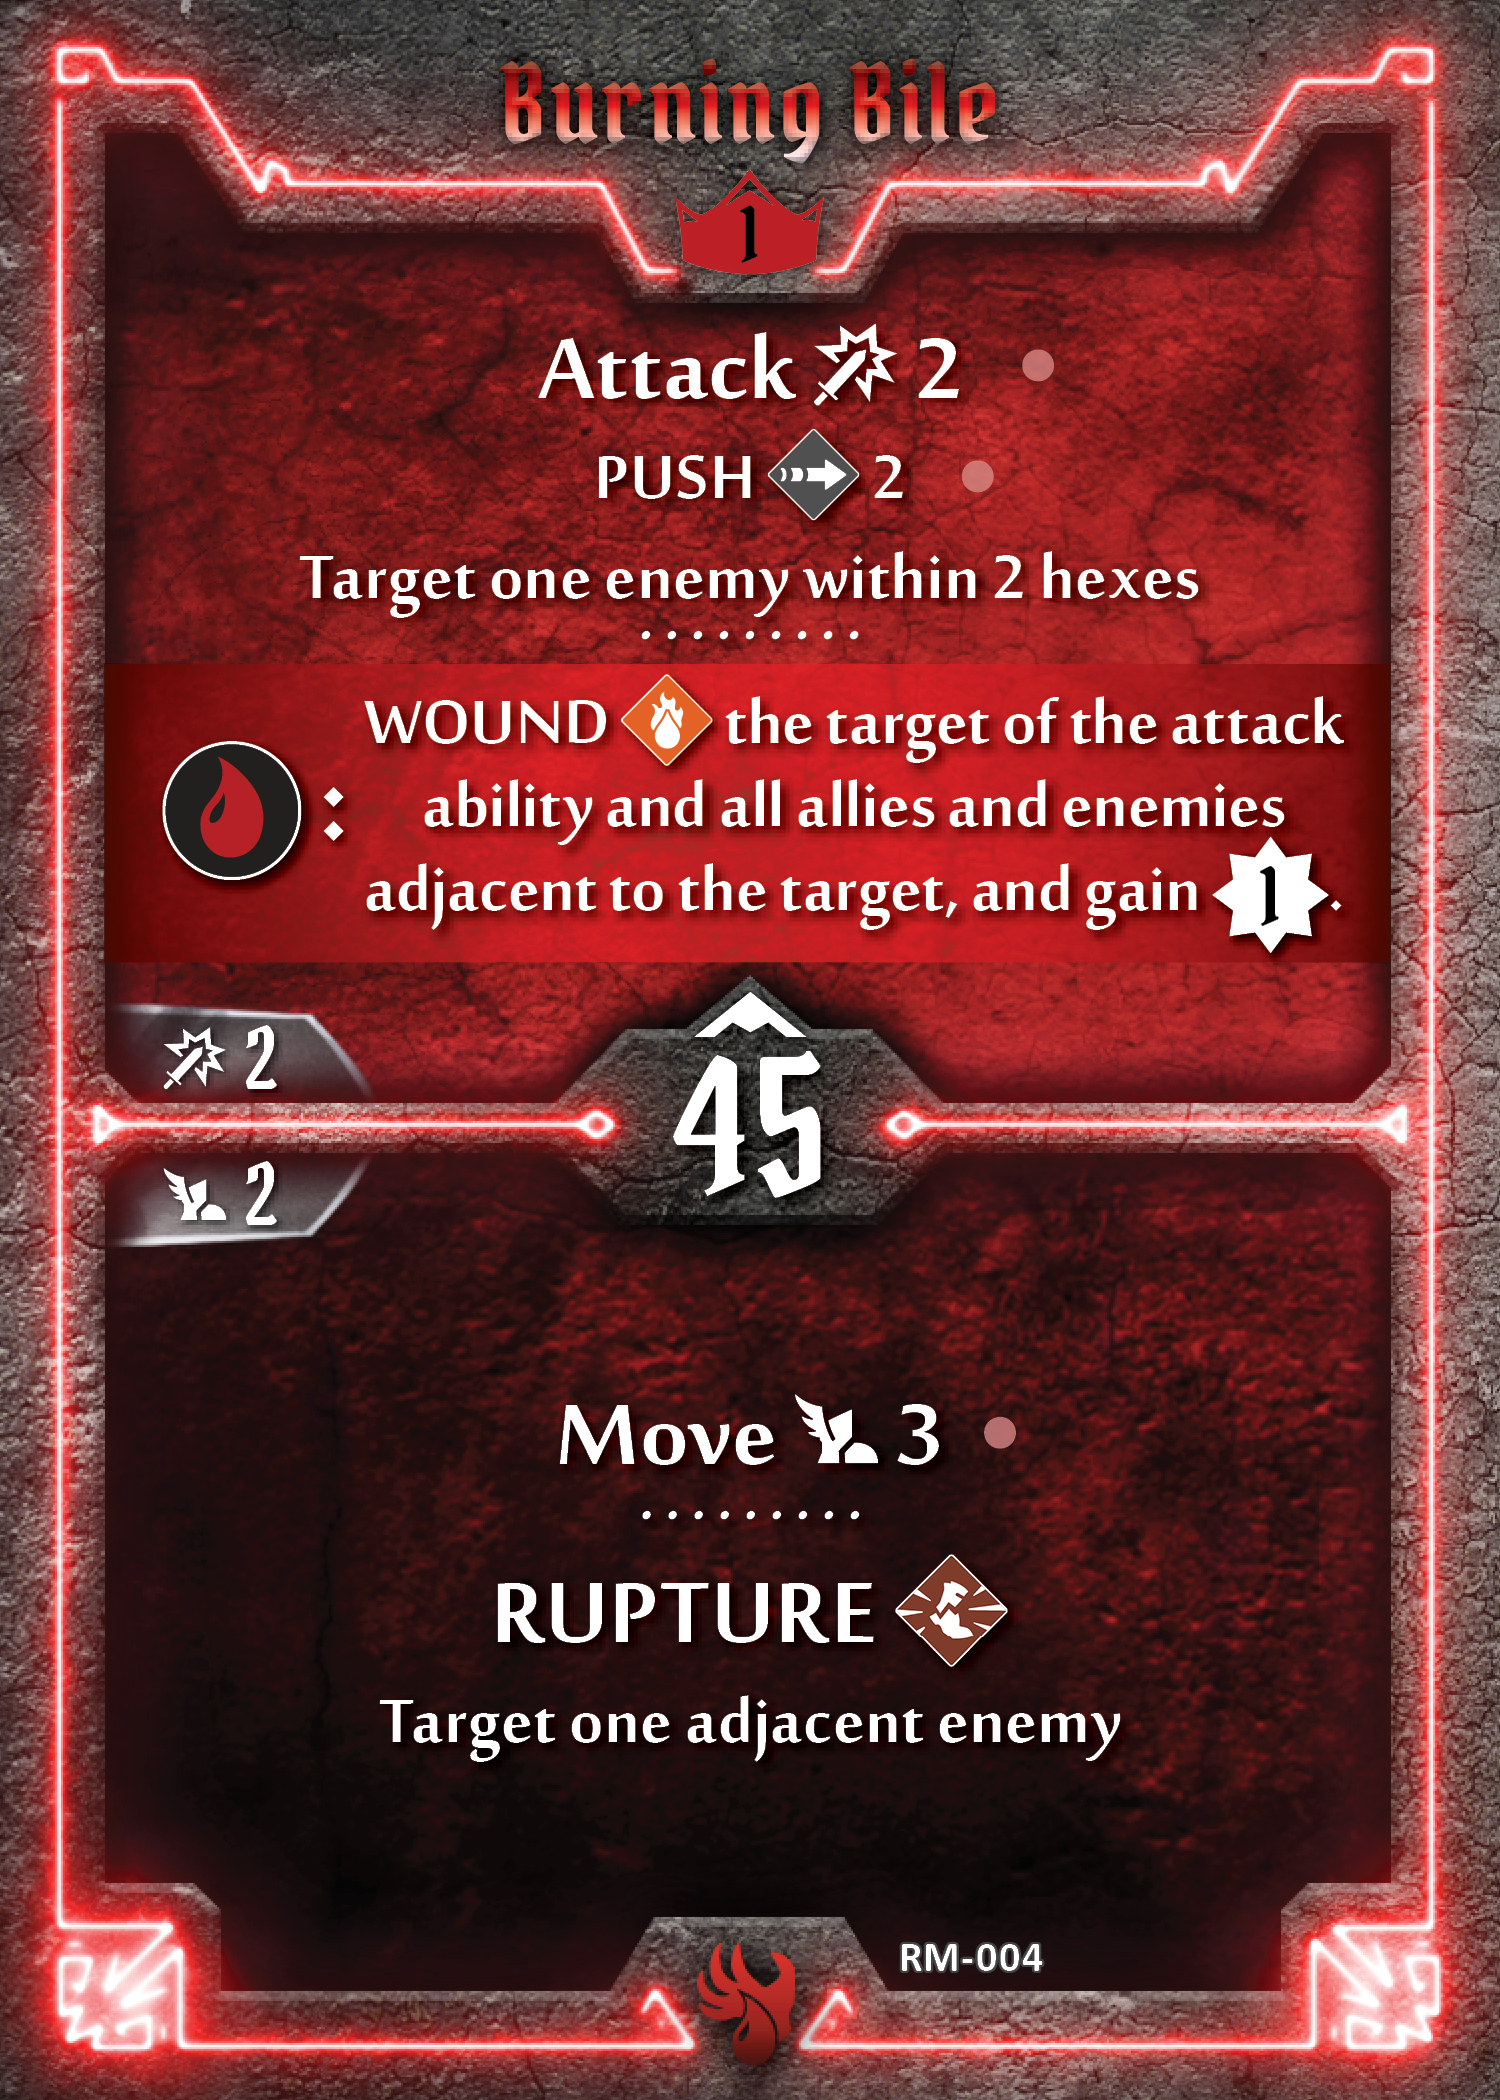 Burning Bile
1
Attack 2
PUSH 2
Target one enemy within 2 hexes
WOUND the target of the attack
: ability and all allies and enemies
adjacent to the target, and gain 1.
2
45
2
Move 3
RUPTURE
Target one adjacent enemy
RM-004